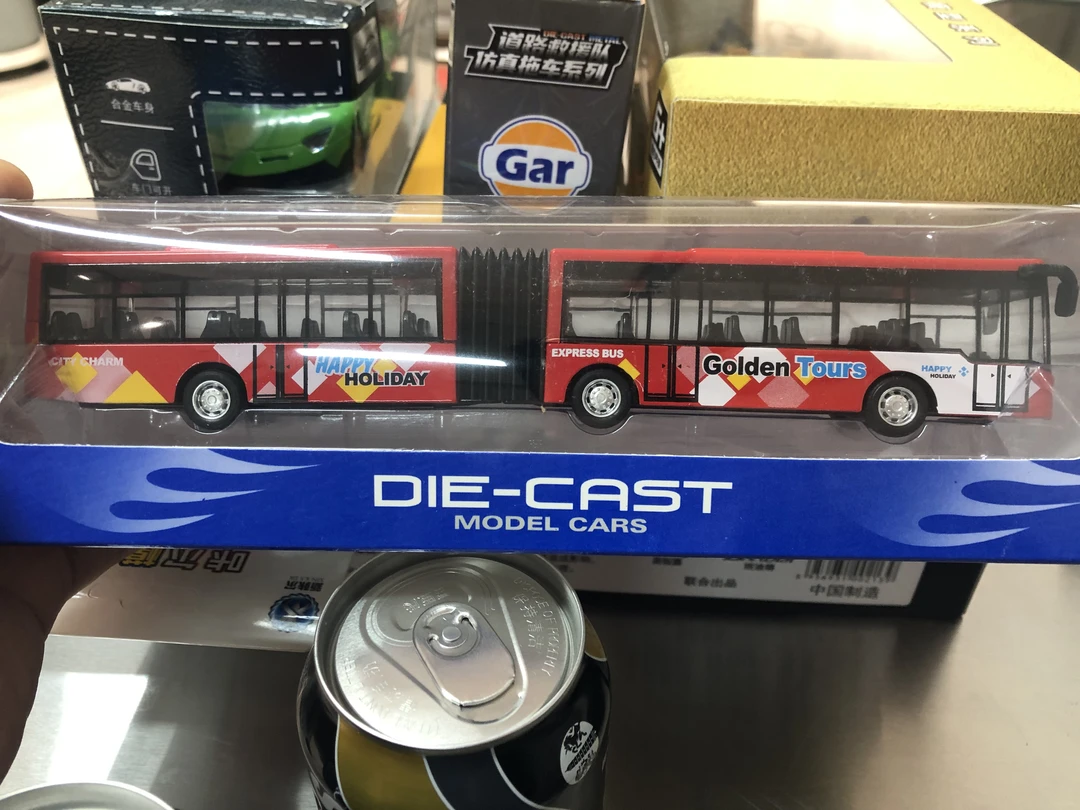 合金车身
车门可开
DIE-CAST METAL
道路救援队
仿真拖车系列
Gar
CITY CHARM
HAPPY
HOLIDAY
EXPRESS BUS
Golden Tours
HAPPY
HOLIDAY
DIE-CAST
MODEL CARS
联合出品
中国制造